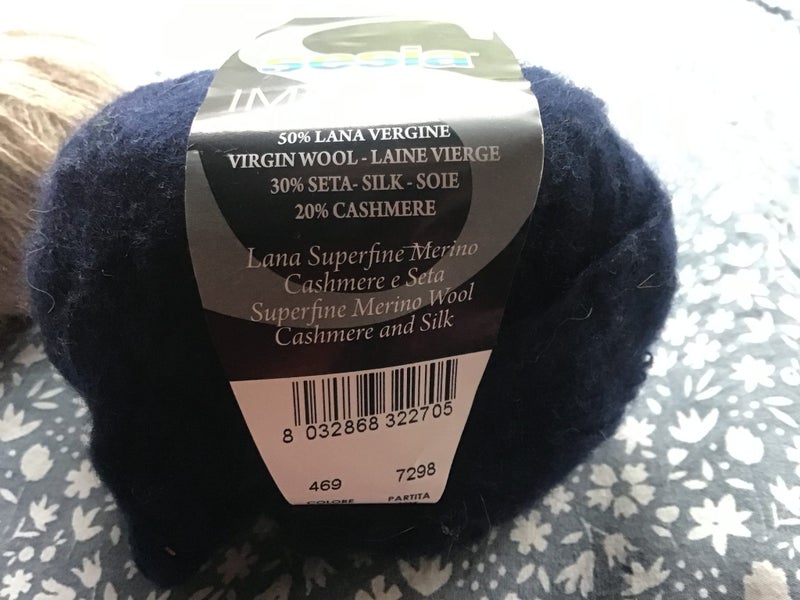 sesia
50% LANA VERGINE
VIRGIN WOOL - LAINE VIERGE
30% SETA- SILK - SOIE
20% CASHMERE
Lana Superfine Merino
Cashmere e Seta
Superfine Merino Wool
Cashmere and Silk
8 032868 322705
469 7298
COLORE PARTITA